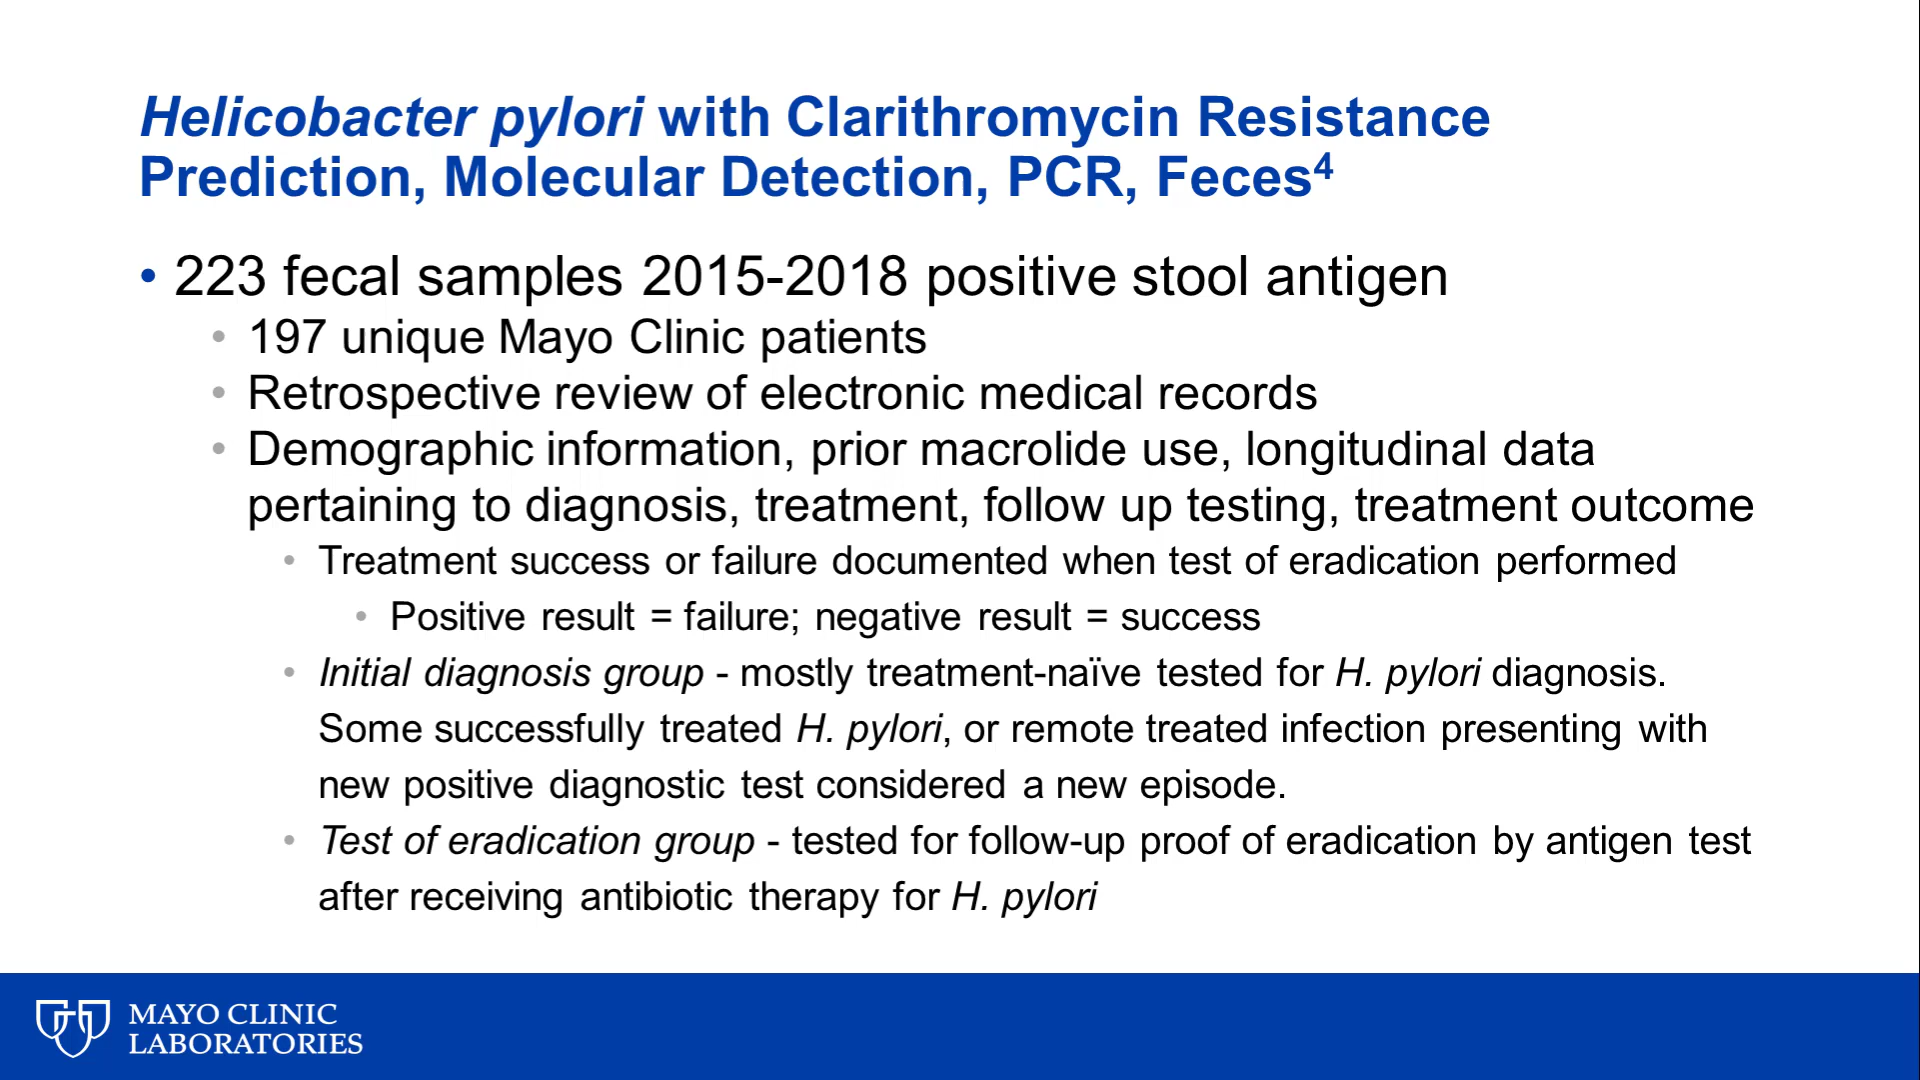 Helicobacter pylori with Clarithromycin Resistance
Prediction, Molecular Detection, PCR, Feces⁴
• 223 fecal samples 2015-2018 positive stool antigen
• 197 unique Mayo Clinic patients
• Retrospective review of electronic medical records
• Demographic information, prior macrolide use, longitudinal data
pertaining to diagnosis, treatment, follow up testing, treatment outcome
• Treatment success or failure documented when test of eradication performed
• Positive result = failure; negative result = success
• Initial diagnosis group - mostly treatment-naïve tested for H. pylori diagnosis.
Some successfully treated H. pylori, or remote treated infection presenting with
new positive diagnostic test considered a new episode.
• Test of eradication group - tested for follow-up proof of eradication by antigen test
after receiving antibiotic therapy for H. pylori
MAYO CLINIC
LABORATORIES